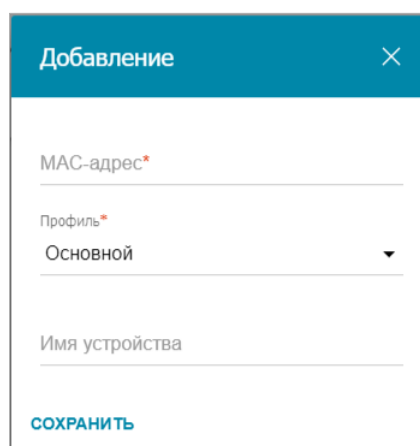 Добавление
MAC-адрес*
Профиль*
Основной
Имя устройства
СОХРАНИТЬ